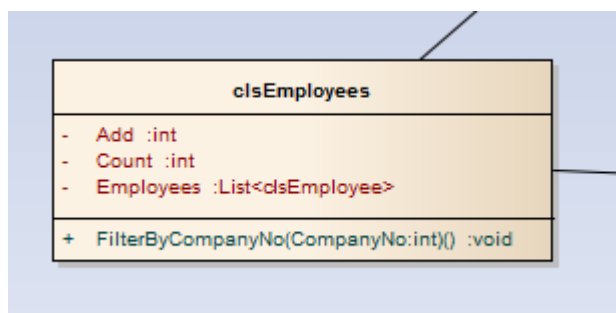 clsEmployees
- Add :int
- Count :int
- Employees :List<clsEmployee>
+ FilterByCompanyNo(CompanyNo:int)() :void